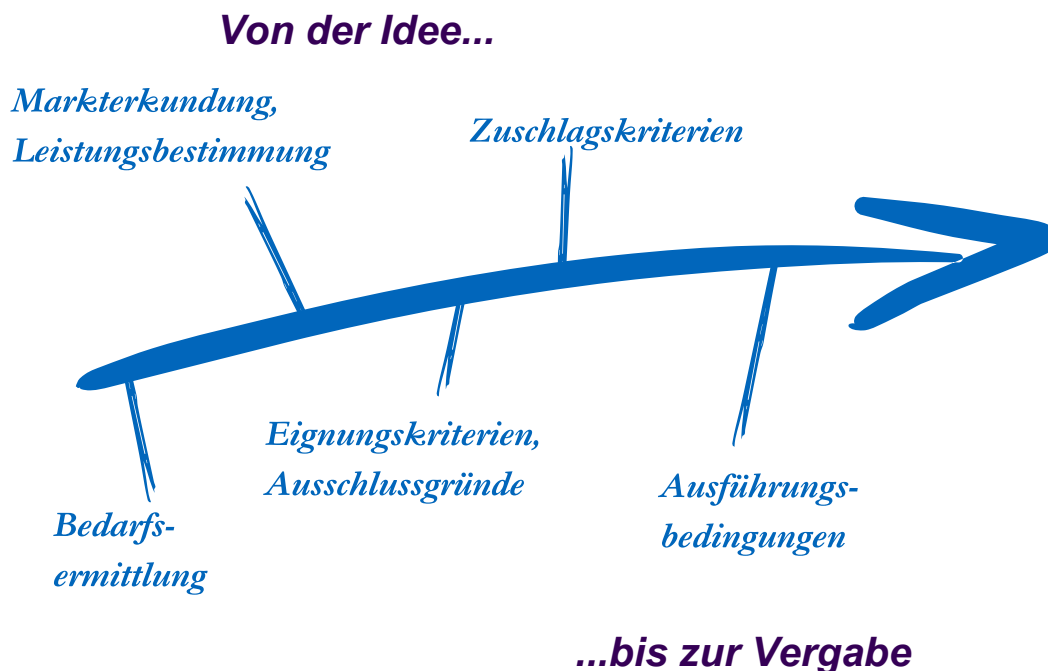 Von der Idee...
Markterkundung,
Leistungsbestimmung
Zuschlagskriterien
Eignungskriterien,
Ausschlussgründe
Ausführungs-
bedingungen
Bedarfs-
ermittlung
...bis zur Vergabe